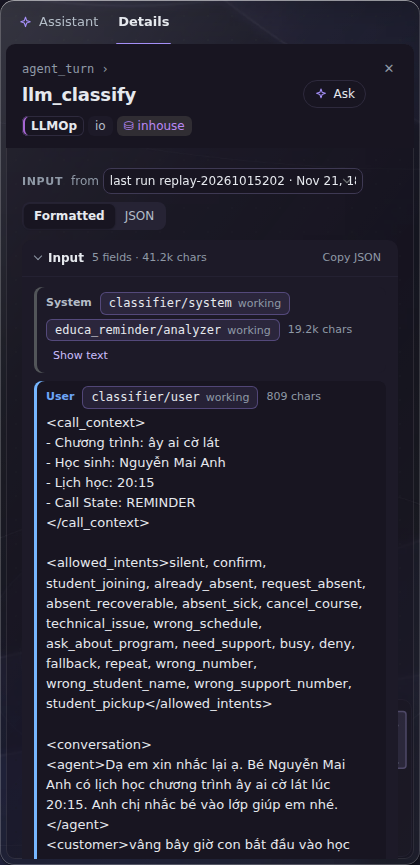 Assistant Details
agent_turn ›
llm_classify
Ask
LLMOp io inhouse
INPUT from last run replay-20261015202 · Nov 21,
Formatted JSON
Input 5 fields · 41.2k chars Copy JSON
System classifier/system working
educa_reminder/analyzer working 19.2k chars
Show text
User classifier/user working 809 chars
<call_context>
- Chương trình: ây ai cờ lát
- Học sinh: Nguyễn Mai Anh
- Lịch học: 20:15
- Call State: REMINDER
</call_context>
<allowed_intents>silent, confirm,
student_joining, already_absent, request_absent,
absent_recoverable, absent_sick, cancel_course,
technical_issue, wrong_schedule,
ask_about_program, need_support, busy, deny,
fallback, repeat, wrong_number,
wrong_student_name, wrong_support_number,
student_pickup</allowed_intents>
<conversation>
<agent>Dạ em xin nhắc lại ạ. Bé Nguyễn Mai
Anh có lịch học chương trình ây ai cờ lát lúc
20:15. Anh chị nhắc bé vào lớp giúp em nhé.
</agent>
<customer>vâng bây giờ con bắt đầu vào học